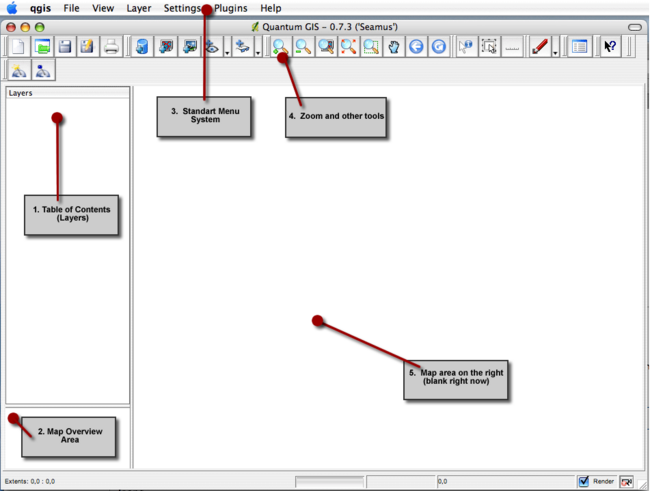 qgis File View Layer Settings Plugins Help
Quantum GIS - 0.7.3 ('Seamus')
Layers
3. Standart Menu
System
4. Zoom and other tools
1. Table of Contents
(Layers)
5. Map area on the right
(blank right now)
2. Map Overview
Area
Extents: 0,0 : 0,0
0,0
Render